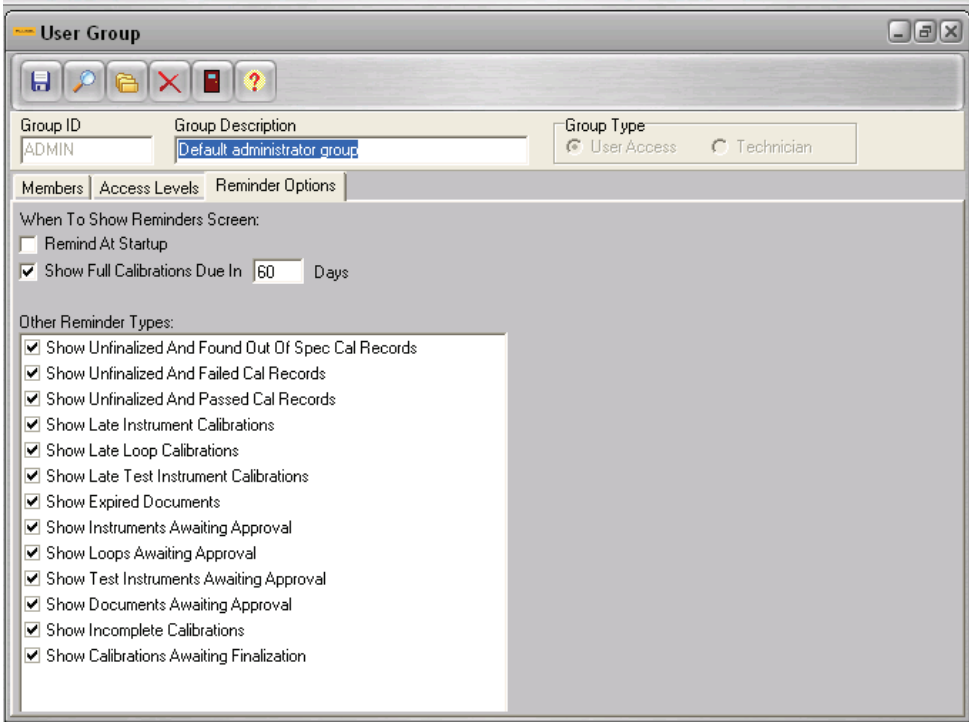 User Group
?
Group ID
Group Description
Group Type
ADMIN
Default administrator group
User Access
Technician
Members
Access Levels
Reminder Options
When To Show Reminders Screen:
Remind At Startup
Show Full Calibrations Due In 60 Days
Other Reminder Types:
Show Unfinalized And Found Out Of Spec Cal Records
Show Unfinalized And Failed Cal Records
Show Unfinalized And Passed Cal Records
Show Late Instrument Calibrations
Show Late Loop Calibrations
Show Late Test Instrument Calibrations
Show Expired Documents
Show Instruments Awaiting Approval
Show Loops Awaiting Approval
Show Test Instruments Awaiting Approval
Show Documents Awaiting Approval
Show Incomplete Calibrations
Show Calibrations Awaiting Finalization